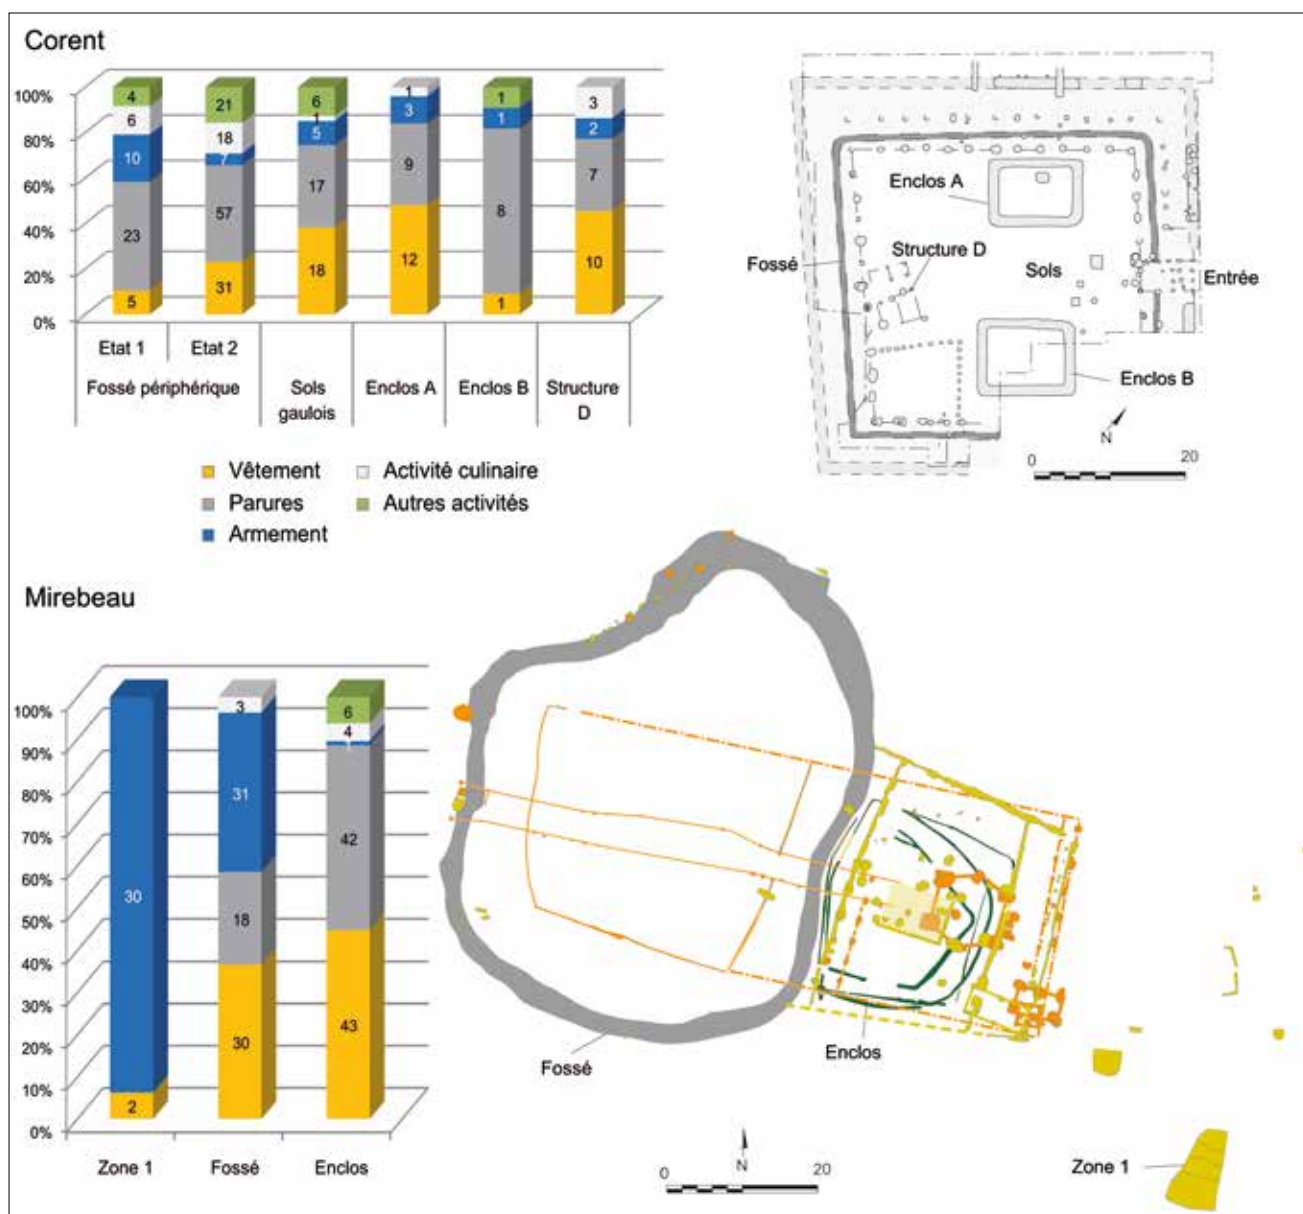 Corent
100%
80%
60%
40%
20%
0%
4
6
10
23
5
21
18
7
57
31
6
1
5
17
18
1
3
9
12
1
1
8
1
3
2
7
10
Etat 1
Etat 2
Fossé périphérique
Sols
gaulois
Enclos A
Enclos B
Structure
D
Vêtement
Parures
Armement
Activité culinaire
Autres activités
Enclos A
Structure D
Fossé
Sols
Entrée
Enclos B
N
0
20
Mirebeau
100%
90%
80%
70%
60%
50%
40%
30%
20%
10%
0%
30
2
3
31
18
30
6
4
42
43
Zone 1
Fossé
Enclos
Fossé
Enclos
Zone 1
N
0
20